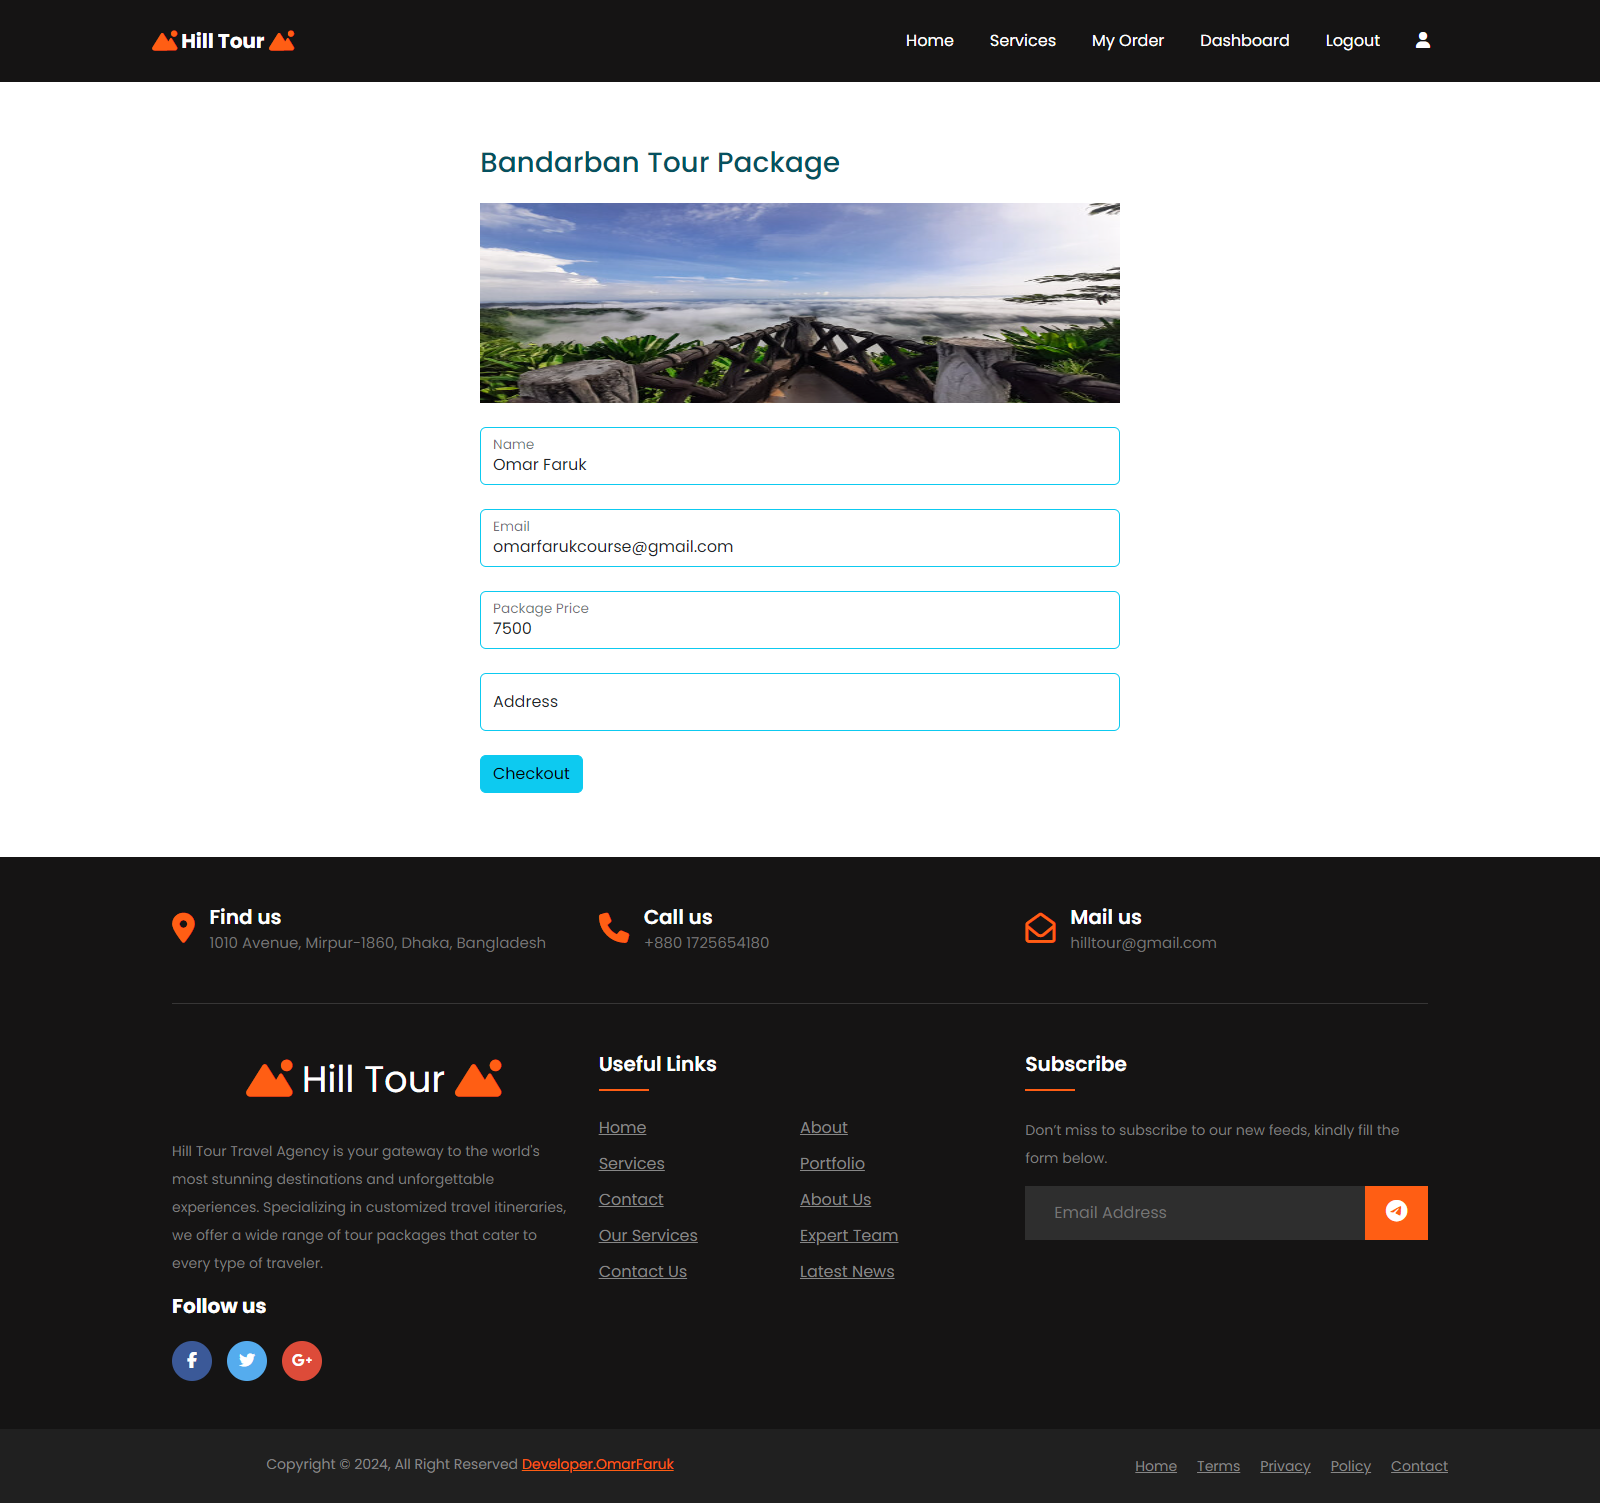 Hill Tour
Home Services My Order Dashboard Logout
Bandarban Tour Package
Name
Omar Faruk
Email
omarfarukcourse@gmail.com
Package Price
7500
Address
Checkout
Find us
1010 Avenue, Mirpur-1860, Dhaka, Bangladesh
Call us
+880 1725654180
Mail us
hilltour@gmail.com
Hill Tour
Hill Tour Travel Agency is your gateway to the world's
most stunning destinations and unforgettable
experiences. Specializing in customized travel itineraries,
we offer a wide range of tour packages that cater to
every type of traveler.
Follow us
Useful Links
Home About
Services Portfolio
Contact About Us
Our Services Expert Team
Contact Us Latest News
Subscribe
Don't miss to subscribe to our new feeds, kindly fill the
form below.
Email Address
Copyright © 2024, All Right Reserved Developer.OmarFaruk
Home Terms Privacy Policy Contact